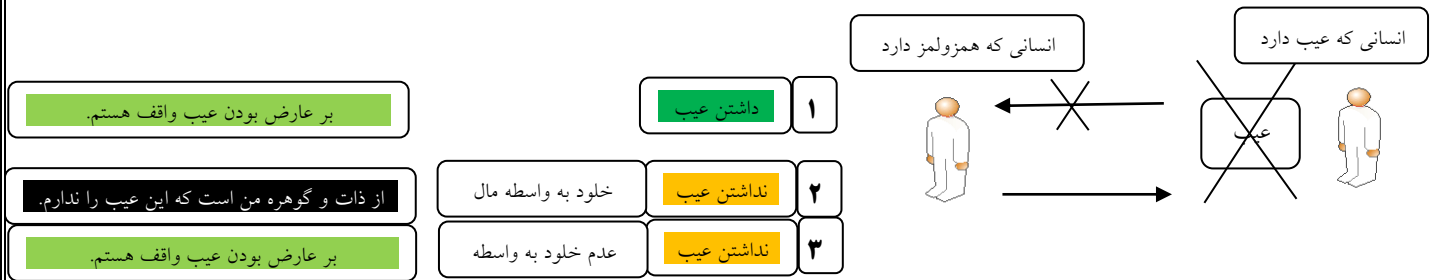 انسانی که عیب دارد
انسانی که همزولمز دارد
عیب
۱ داشتن عیب بر عارض بودن عیب واقف هستم.
۲ نداشتن عیب خلود به واسطه مال از ذات و گوهره من است که این عیب را ندارم.
۳ نداشتن عیب عدم خلود به واسطه بر عارض بودن عیب واقف هستم.